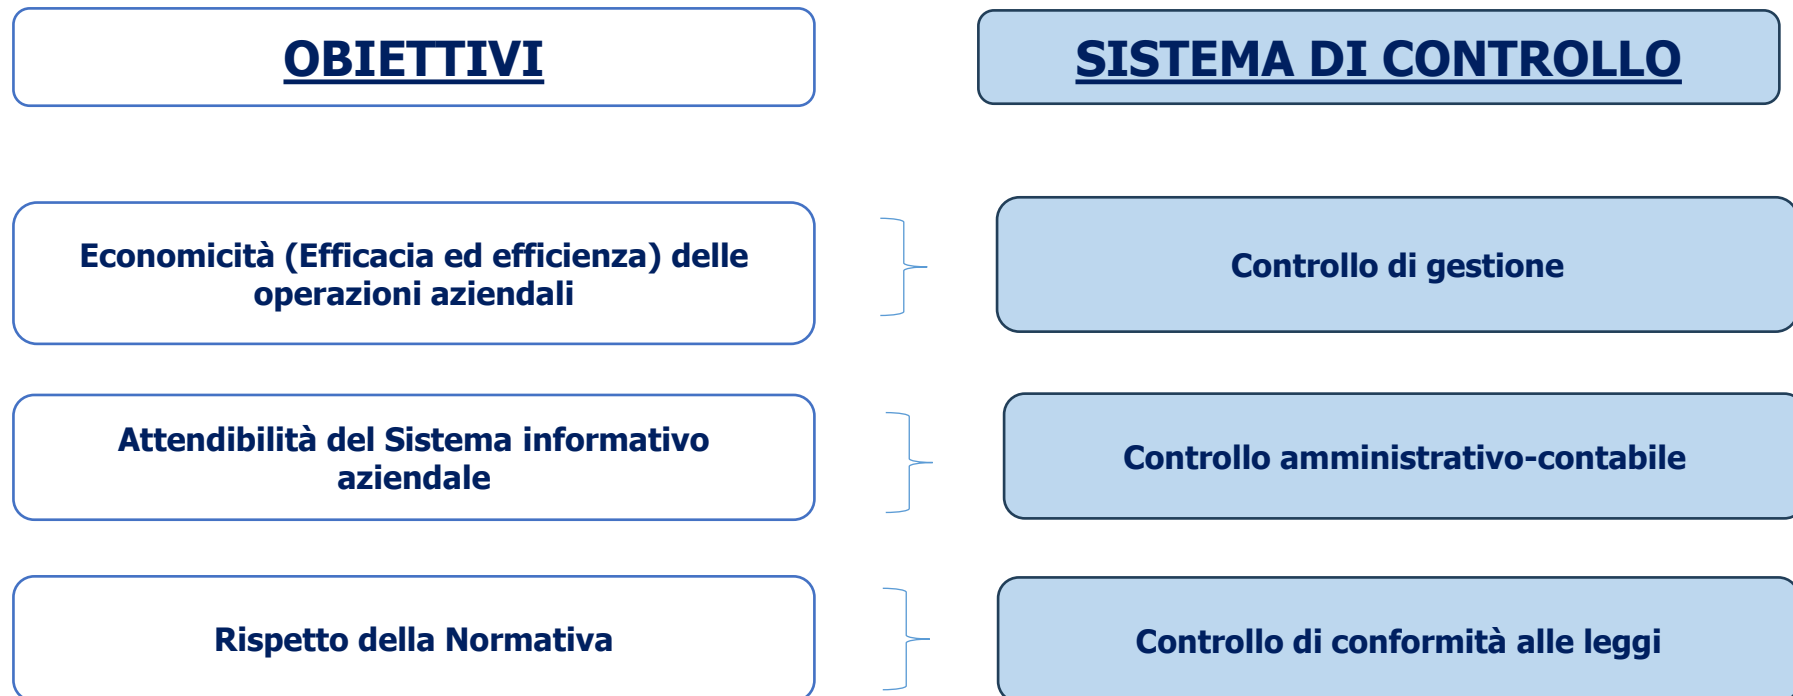 OBIETTIVI
SISTEMA DI CONTROLLO
Economicità (Efficacia ed efficienza) delle
operazioni aziendali
Controllo di gestione
Attendibilità del Sistema informativo
aziendale
Controllo amministrativo-contabile
Rispetto della Normativa
Controllo di conformità alle leggi